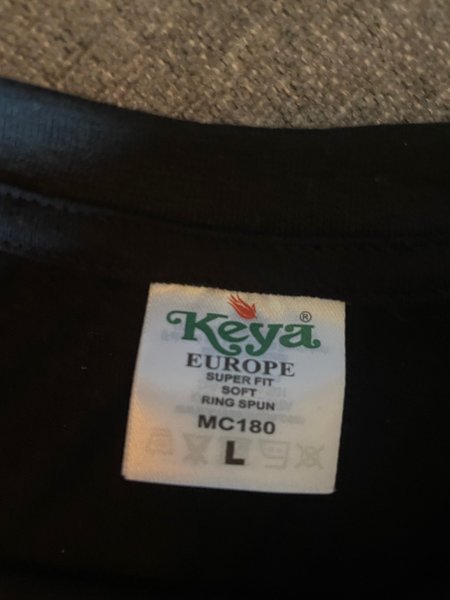 Keya®
EUROPE
SUPER FIT
SOFT
RING SPUN
MC180
L